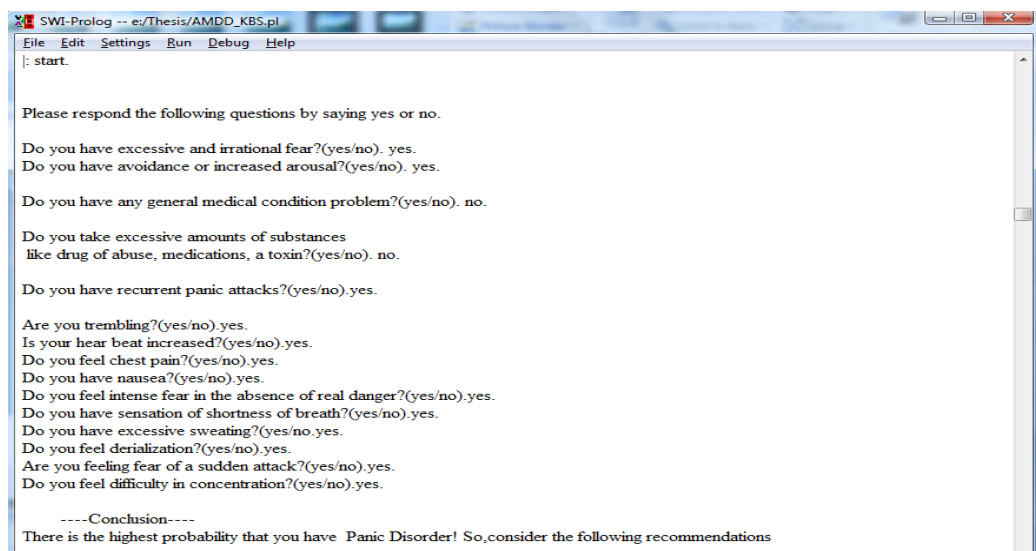 SWI-Prolog -- e:/Thesis/AMDD_KBS.pl
File Edit Settings Run Debug Help
|: start.
Please respond the following questions by saying yes or no.
Do you have excessive and irrational fear?(yes/no). yes.
Do you have avoidance or increased arousal?(yes/no). yes.
Do you have any general medical condition problem?(yes/no). no.
Do you take excessive amounts of substances
like drug of abuse, medications, a toxin?(yes/no). no.
Do you have recurrent panic attacks?(yes/no).yes.
Are you trembling?(yes/no).yes.
Is your hear beat increased?(yes/no).yes.
Do you feel chest pain?(yes/no).yes.
Do you have nausea?(yes/no).yes.
Do you feel intense fear in the absence of real danger?(yes/no).yes.
Do you have sensation of shortness of breath?(yes/no).yes.
Do you have excessive sweating?(yes/no.yes.
Do you feel derialization?(yes/no).yes.
Are you feeling fear of a sudden attack?(yes/no).yes.
Do you feel difficulty in concentration?(yes/no).yes.
----Conclusion----
There is the highest probability that you have Panic Disorder! So,consider the following recommendations